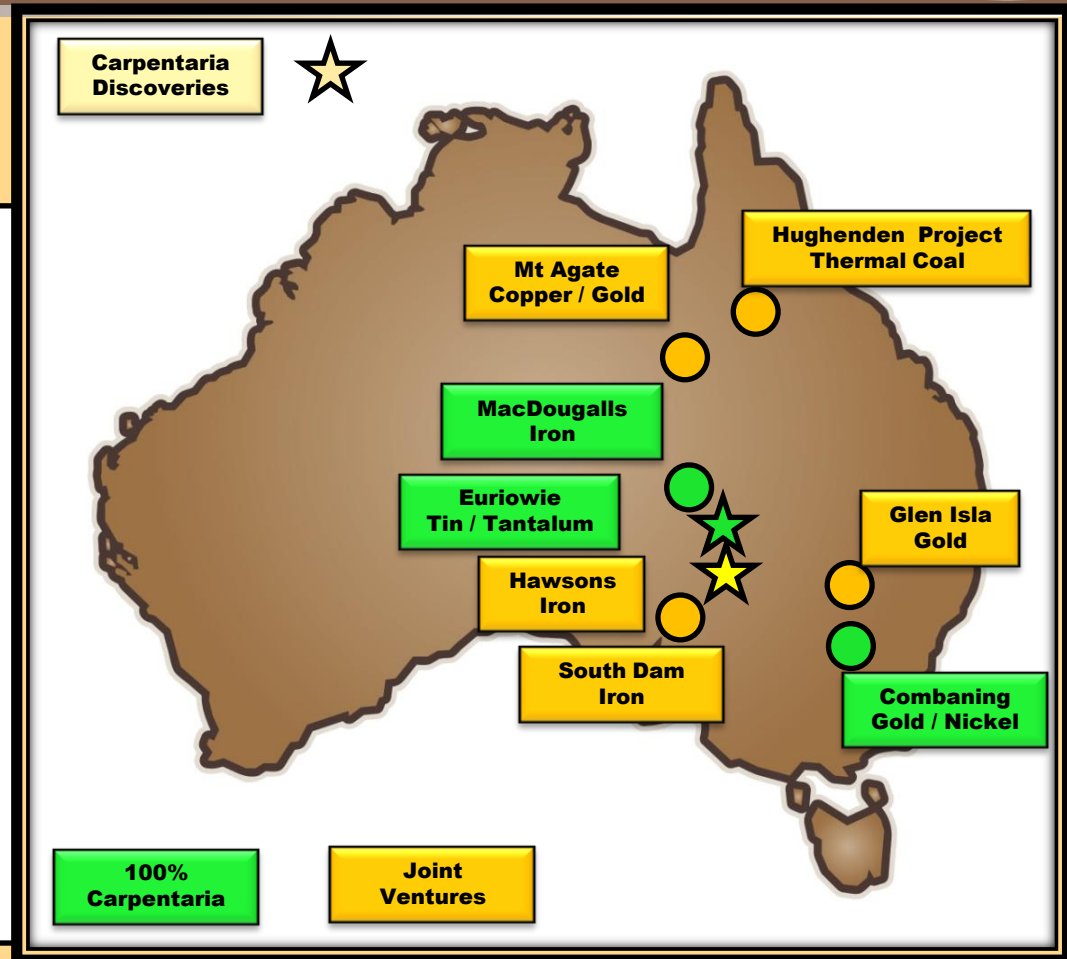 Carpentaria
Discoveries
Hughenden Project
Thermal Coal
Mt Agate
Copper / Gold
MacDougalls
Iron
Euriowie
Tin / Tantalum
Glen Isla
Gold
Hawsons
Iron
South Dam
Iron
Combaning
Gold / Nickel
100%
Carpentaria
Joint
Ventures